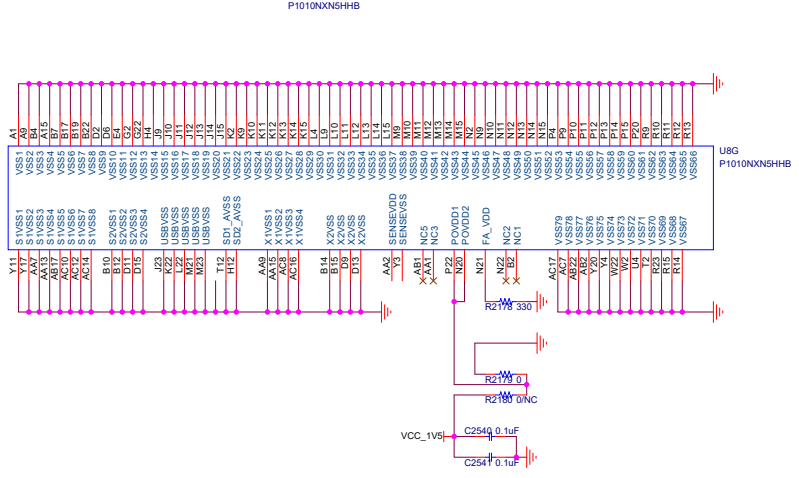 P1010NXN5HHB
A1 A9 B4 A15 B7 B17 B19 B22 D2 D6 E4 G2 G22 H4 J9 J10 J11 J12 J13 J14 J15 K2 K9 K10 K11 K12 K13 K14 K15 L4 L9 L10 L11 L12 L13 L14 L15 M9 M10 M11 M12 M13 M14 M15 N2 N9 N10 N11 N12 N13 N14 N15 P4 P9 P10 P11 P12 P13 P14 P15 P20 R9 R10 R11 R12 R13
U8G
P1010NXN5HHB
VSS1 VSS2 VSS3 VSS4 VSS5 VSS6 VSS7 VSS8 VSS9 VSS10 VSS11 VSS12 VSS13 VSS14 VSS15 VSS16 VSS17 VSS18 VSS19 VSS20 VSS21 VSS22 VSS23 VSS24 VSS25 VSS26 VSS27 VSS28 VSS29 VSS30 VSS31 VSS32 VSS33 VSS34 VSS35 VSS36 VSS37 VSS38 VSS39 VSS40 VSS41 VSS42 VSS43 VSS44 VSS45 VSS46 VSS47 VSS48 VSS49 VSS50 VSS51 VSS52 VSS53 VSS54 VSS55 VSS56 VSS57 VSS58 VSS59 VSS60 VSS61 VSS62 VSS63 VSS64 VSS65 VSS66
S1VSS1 S1VSS2 S1VSS3 S1VSS4 S1VSS5 S1VSS6 S1VSS7 S1VSS8 S2VSS1 S2VSS2 S2VSS3 S2VSS4 USBVSS USBVSS USBVSS USBVSS USBVSS SD1_AVSS SD2_AVSS X1VSS1 X1VSS2 X1VSS3 X1VSS4 X2VSS X2VSS X2VSS X2VSS SENSEVDD SENSEVSS NC5 NC3 POVDD1 POVDD2 FA_VDD NC2 NC1 VSS79 VSS78 VSS77 VSS76 VSS75 VSS74 VSS73 VSS72 VSS71 VSS70 VSS69 VSS68 VSS67
Y11 Y17 AA7 AA13 AB17 AC10 AC12 AC14 B10 B12 D11 D15 J23 K22 L22 M21 M23 T12 H12 AA9 AA15 AC8 AC16 B14 B15 D9 D13 AA2 Y3 AB1 AA1 P22 N20 N21 N22 B2 AC17 AC7 AB22 AB2 Y20 Y4 W22 W2 U4 T2 R23 R15 R14
R2178 330
R2179 0
R2180 0/NC
VCC_1V5
C2540 0.1uF
C2541 0.1uF